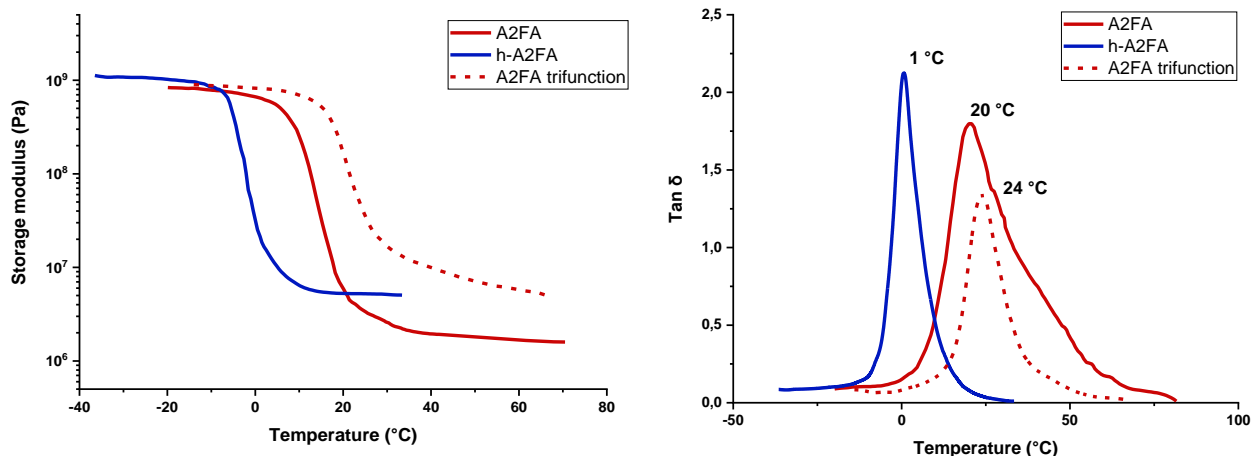 A2FA
h-A2FA
A2FA trifunction
10⁹
10⁸
10⁷
10⁶
-40
-20
0
20
40
60
80
Storage modulus (Pa)
Temperature (°C)
2,5
2,0
1,5
1,0
0,5
0,0
A2FA
h-A2FA
A2FA trifunction
1 °C
20 °C
24 °C
-50
0
50
100
Tan δ
Temperature (°C)